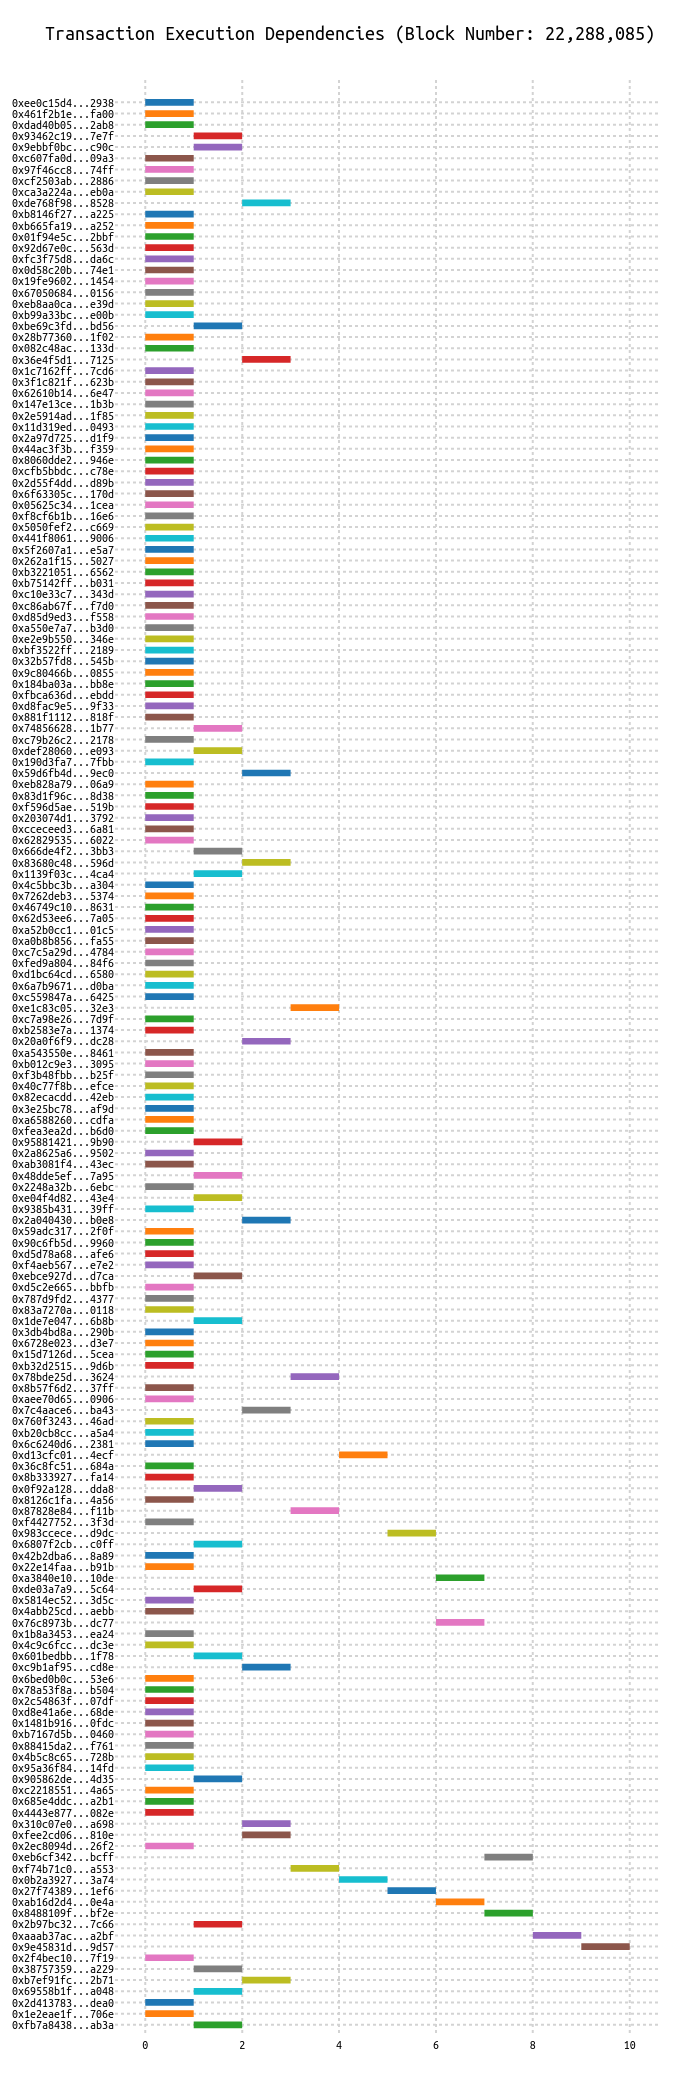 Transaction Execution Dependencies (Block Number: 22,288,085)
0xee0c15d4...2938
0x461f2b1e...fa00
0xdad40b05...2ab8
0x93462c19...7e7f
0x9ebbf0bc...c90c
0xc607fa0d...09a3
0x97f46cc8...74ff
0xcf2503ab...2886
0xca3a224a...eb0a
0xde768f98...8528
0xb8146f27...a225
0xb665fa19...a252
0x01f94e5c...2bbf
0x92d67e0c...563d
0xfc3f75d8...da6c
0x0d58c20b...74e1
0x19fe9602...1454
0x67050684...0156
0xeb8aa0ca...e39d
0xb99a33bc...e00b
0xbe69c3fd...bd56
0x28b77360...1f02
0x082c48ac...133d
0x36e4f5d1...7125
0x1c7162ff...7cd6
0x3f1c821f...623b
0x62610b14...6e47
0x147e13ce...1b3b
0x2e5914ad...1f85
0x11d319ed...0493
0x2a97d725...d1f9
0x44ac3f3b...f359
0x8060dde2...946e
0xcfb5bbdc...c78e
0x2d55f4dd...d89b
0x6f63305c...170d
0x05625c34...1cea
0xf8cf6b1b...16e6
0x5050fef2...c669
0x441f8061...9006
0x5f2607a1...e5a7
0x262a1f15...5027
0xb3221051...6562
0xb75142ff...b031
0xc10e33c7...343d
0xc86ab67f...f7d0
0xd85d9ed3...f558
0xa550e7a7...b3d0
0xe2e9b550...346e
0xbf3522ff...2189
0x32b57fd8...545b
0x9c80466b...0855
0x184ba03a...bb8e
0xfbca636d...ebdd
0xd8fac9e5...9f33
0x881f1112...818f
0x74856628...1b77
0xc79b26c2...2178
0xdef28060...e093
0x190d3fa7...7fbb
0x59d6fb4d...9ec0
0xeb828a79...06a9
0x83d1f96c...8d38
0xf596d5ae...519b
0x203074d1...3792
0xcceceed3...6a81
0x62829535...6022
0x666de4f2...3bb3
0x83680c48...596d
0x1139f03c...4ca4
0x4c5bbc3b...a304
0x7262deb3...5374
0x46749c10...8631
0x62d53ee6...7a05
0xa52b0cc1...01c5
0xa0b8b856...fa55
0xc7c5a29d...4784
0xfed9a804...84f6
0xd1bc64cd...6580
0x6a7b9671...d0ba
0xc559847a...6425
0xe1c83c05...32e3
0xc7a98e26...7d9f
0xb2583e7a...1374
0x20a0f6f9...dc28
0xa543550e...8461
0xb012c9e3...3095
0xf3b48fbb...b25f
0x40c77f8b...efce
0x82ecacdd...42eb
0x3e25bc78...af9d
0xa6588260...cdfa
0xfea3ea2d...b6d0
0x95881421...9b90
0x2a8625a6...9502
0xab3081f4...43ec
0x48dde5ef...7a95
0x2248a32b...6ebc
0xe04f4d82...43e4
0x9385b431...39ff
0x2a040430...b0e8
0x59adc317...2f0f
0x90c6fb5d...9960
0xd5d78a68...afe6
0xf4aeb567...e7e2
0xebce927d...d7ca
0xd5c2e665...bbfb
0x787d9fd2...4377
0x83a7270a...0118
0x1de7e047...6b8b
0x3db4bd8a...290b
0x6728e023...d3e7
0x15d7126d...5cea
0xb32d2515...9d6b
0x78bde25d...3624
0x8b57f6d2...37ff
0xaee70d65...0906
0x7c4aace6...ba43
0x760f3243...46ad
0xb20cb8cc...a5a4
0x6c6240d6...2381
0xd13cfc01...4ecf
0x36c8fc51...684a
0x8b333927...fa14
0x0f92a128...dda8
0x8126c1fa...4a56
0x87828e84...f11b
0xf4427752...3f3d
0x983ccece...d9dc
0x6807f2cb...c0ff
0x42b2dba6...8a89
0x22e14faa...b91b
0xa3840e10...10de
0xde03a7a9...5c64
0x5814ec52...3d5c
0x4abb25cd...aebb
0x76c8973b...dc77
0x1b8a3453...ea24
0x4c9c6fcc...dc3e
0x601bedbb...1f78
0xc9b1af95...cd8e
0x6bed0b0c...53e6
0x78a53f8a...b504
0x2c54863f...07df
0xd8e41a6e...68de
0x1481b916...0fdc
0xb7167d5b...0460
0x88415da2...f761
0x4b5c8c65...728b
0x95a36f84...14fd
0x905862de...4d35
0xc2218551...4a65
0x685e4ddc...a2b1
0x4443e877...082e
0x310c07e0...a698
0xfee2cd06...810e
0x2ec8094d...26f2
0xeb6cf342...bcff
0xf74b71c0...a553
0x0b2a3927...3a74
0x27f74389...1ef6
0xab16d2d4...0e4a
0x8488109f...bf2e
0x2b97bc32...7c66
0xaaab37ac...a2bf
0x9e45831d...9d57
0x2f4bec10...7f19
0x38757359...a229
0xb7ef91fc...2b71
0x69558b1f...a048
0x2d413783...dea0
0x1e2eae1f...706e
0xfb7a8438...ab3a
0 2 4 6 8 10